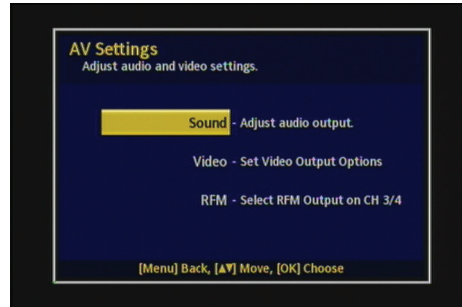 AV Settings
Adjust audio and video settings.
Sound - Adjust audio output.
Video - Set Video Output Options
RFM - Select RFM Output on CH 3/4
[Menu] Back, [▲▼] Move, [OK] Choose